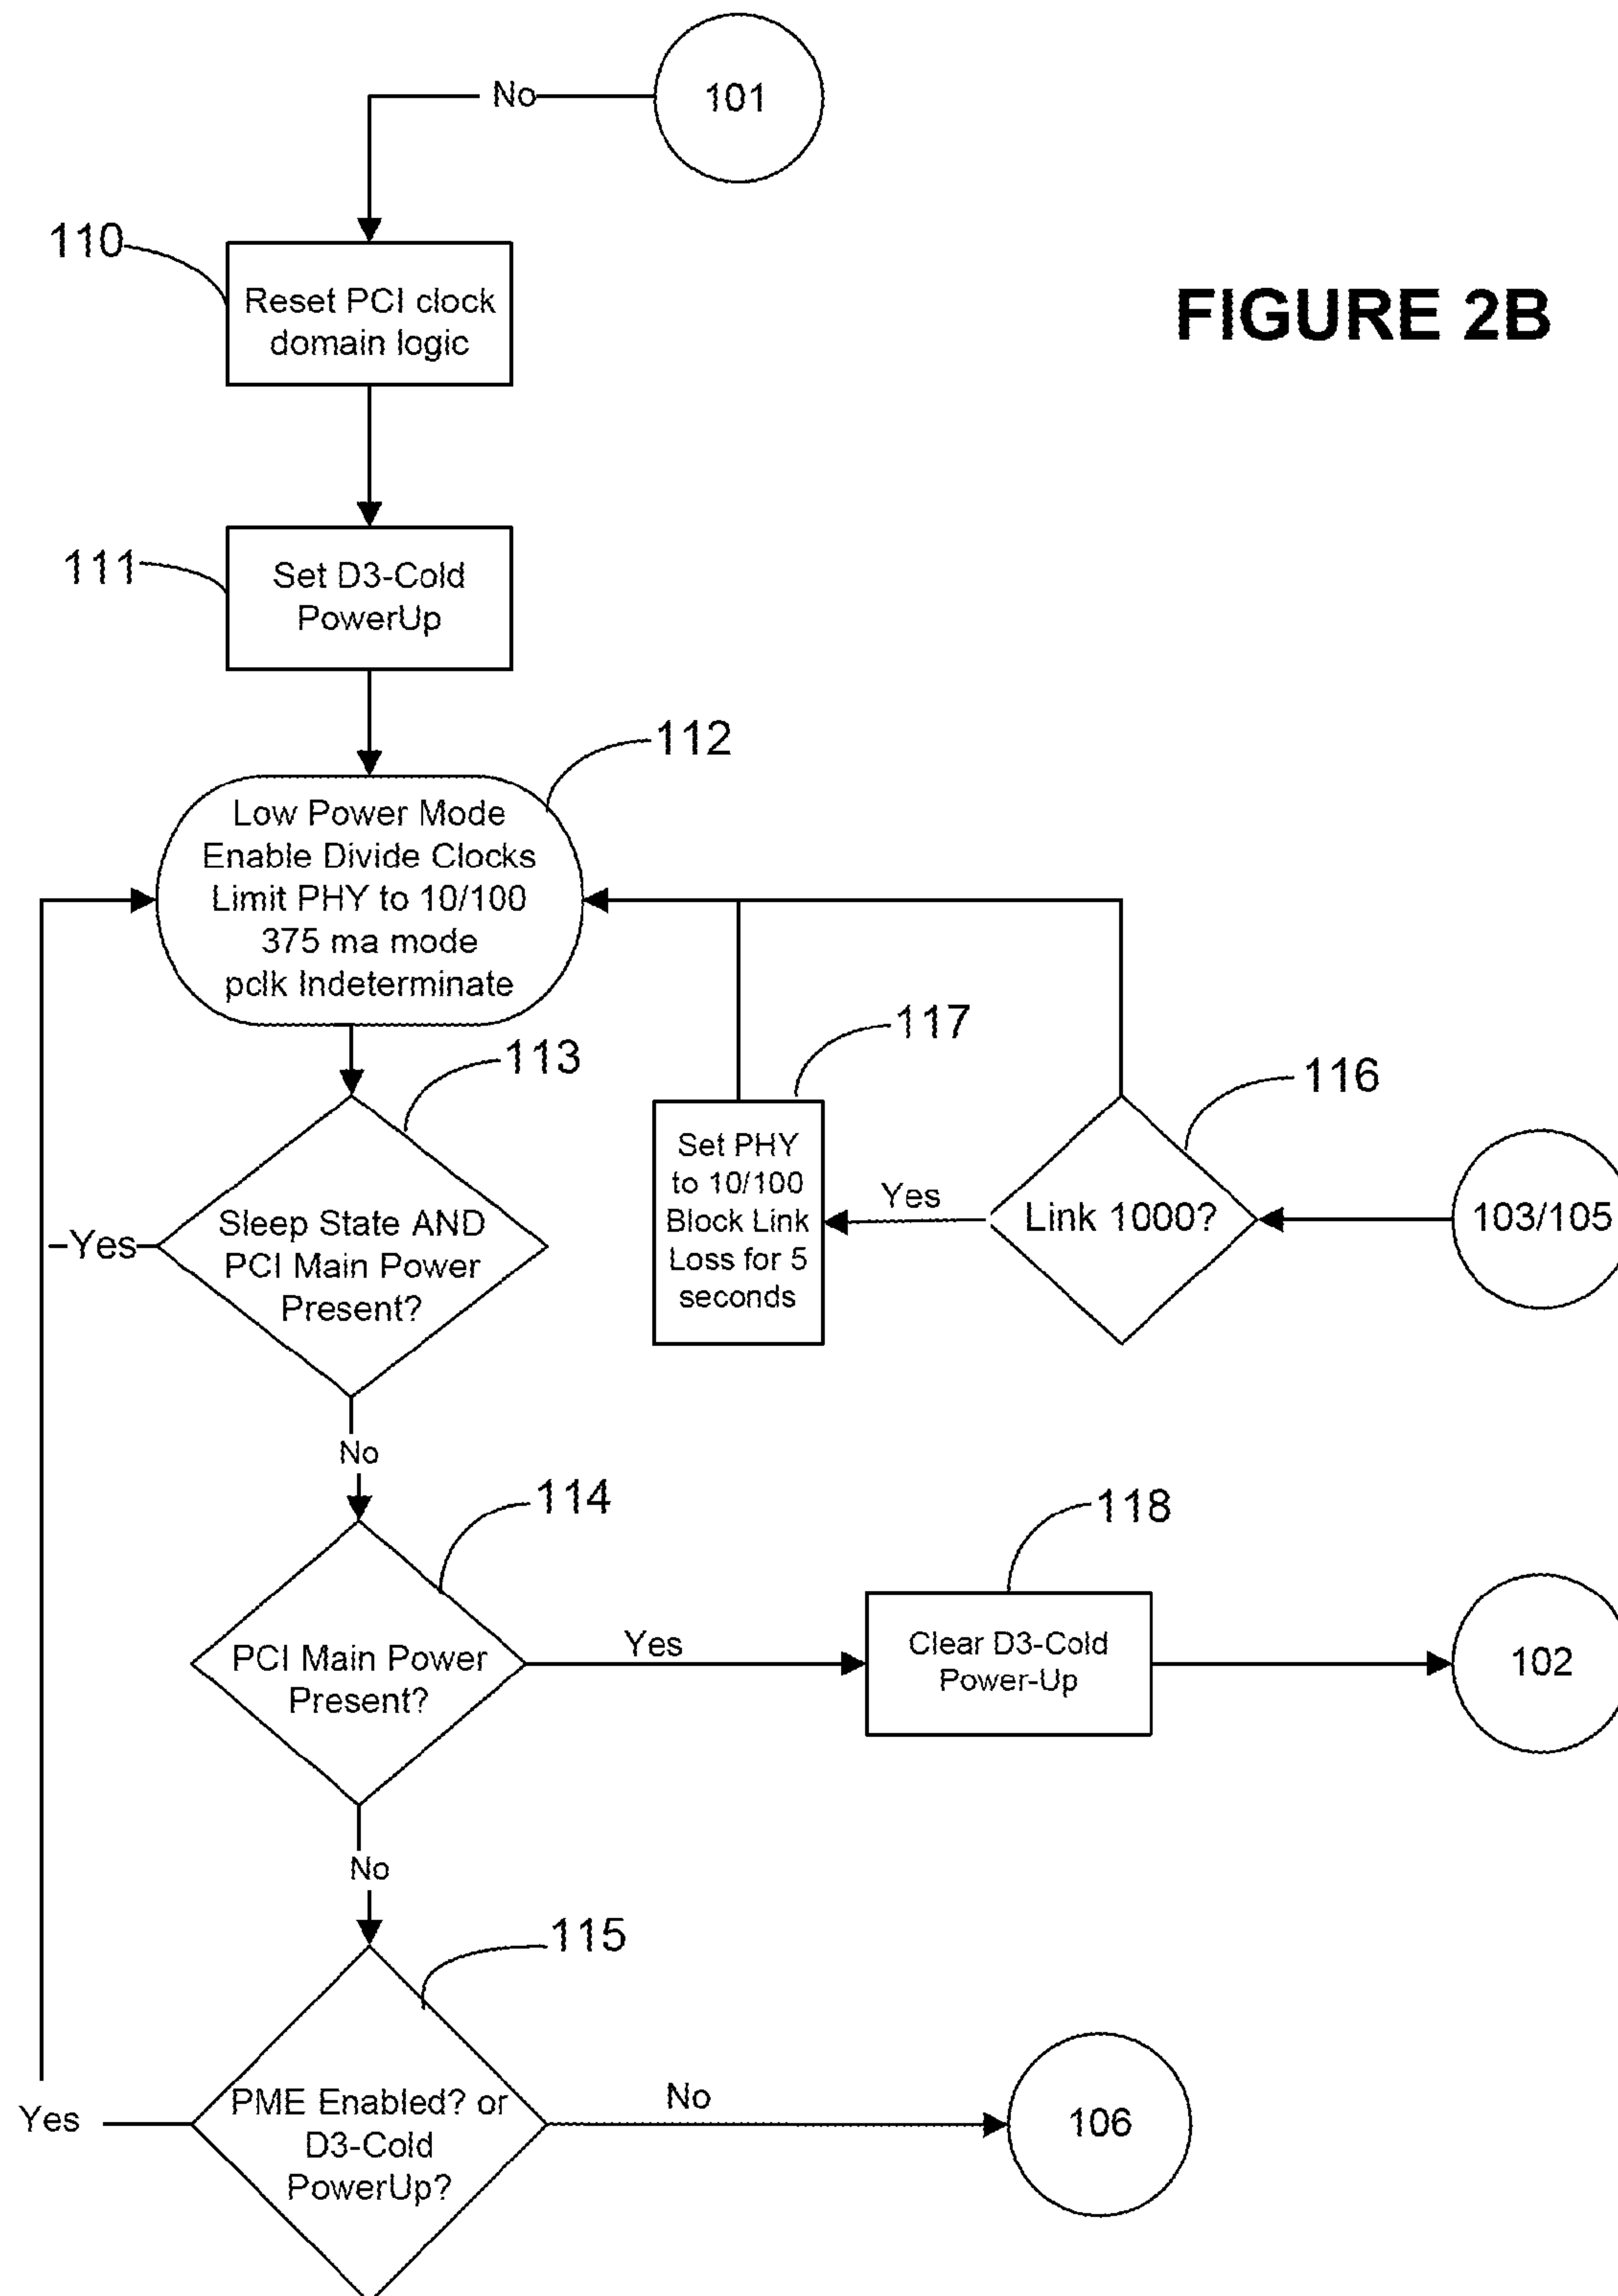 No
101
110
Reset PCI clock
domain logic
FIGURE 2B
111
Set D3-Cold
PowerUp
112
Low Power Mode
Enable Divide Clocks
Limit PHY to 10/100
375 ma mode
pclk Indeterminate
113
117
116
Set PHY
to 10/100
Block Link
Loss for 5
seconds
Yes
Link 1000?
103/105
Yes
Sleep State AND
PCI Main Power
Present?
No
114
118
PCI Main Power
Present?
Yes
Clear D3-Cold
Power-Up
102
No
115
Yes
PME Enabled? or
D3-Cold
PowerUp?
No
106